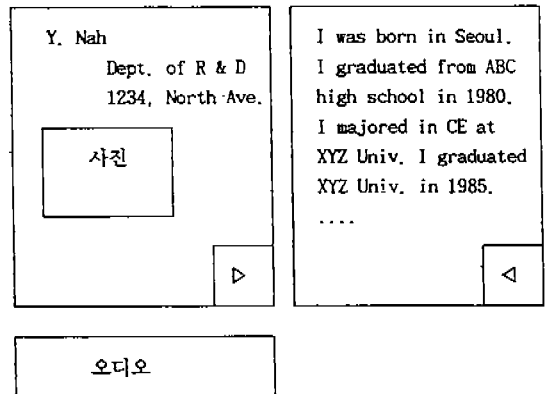 Y. Nah
Dept. of R & D
1234, North Ave.
사진
I was born in Seoul.
I graduated from ABC
high school in 1980.
I majored in CE at
XYZ Univ. I graduated
XYZ Univ. in 1985.
....
오디오